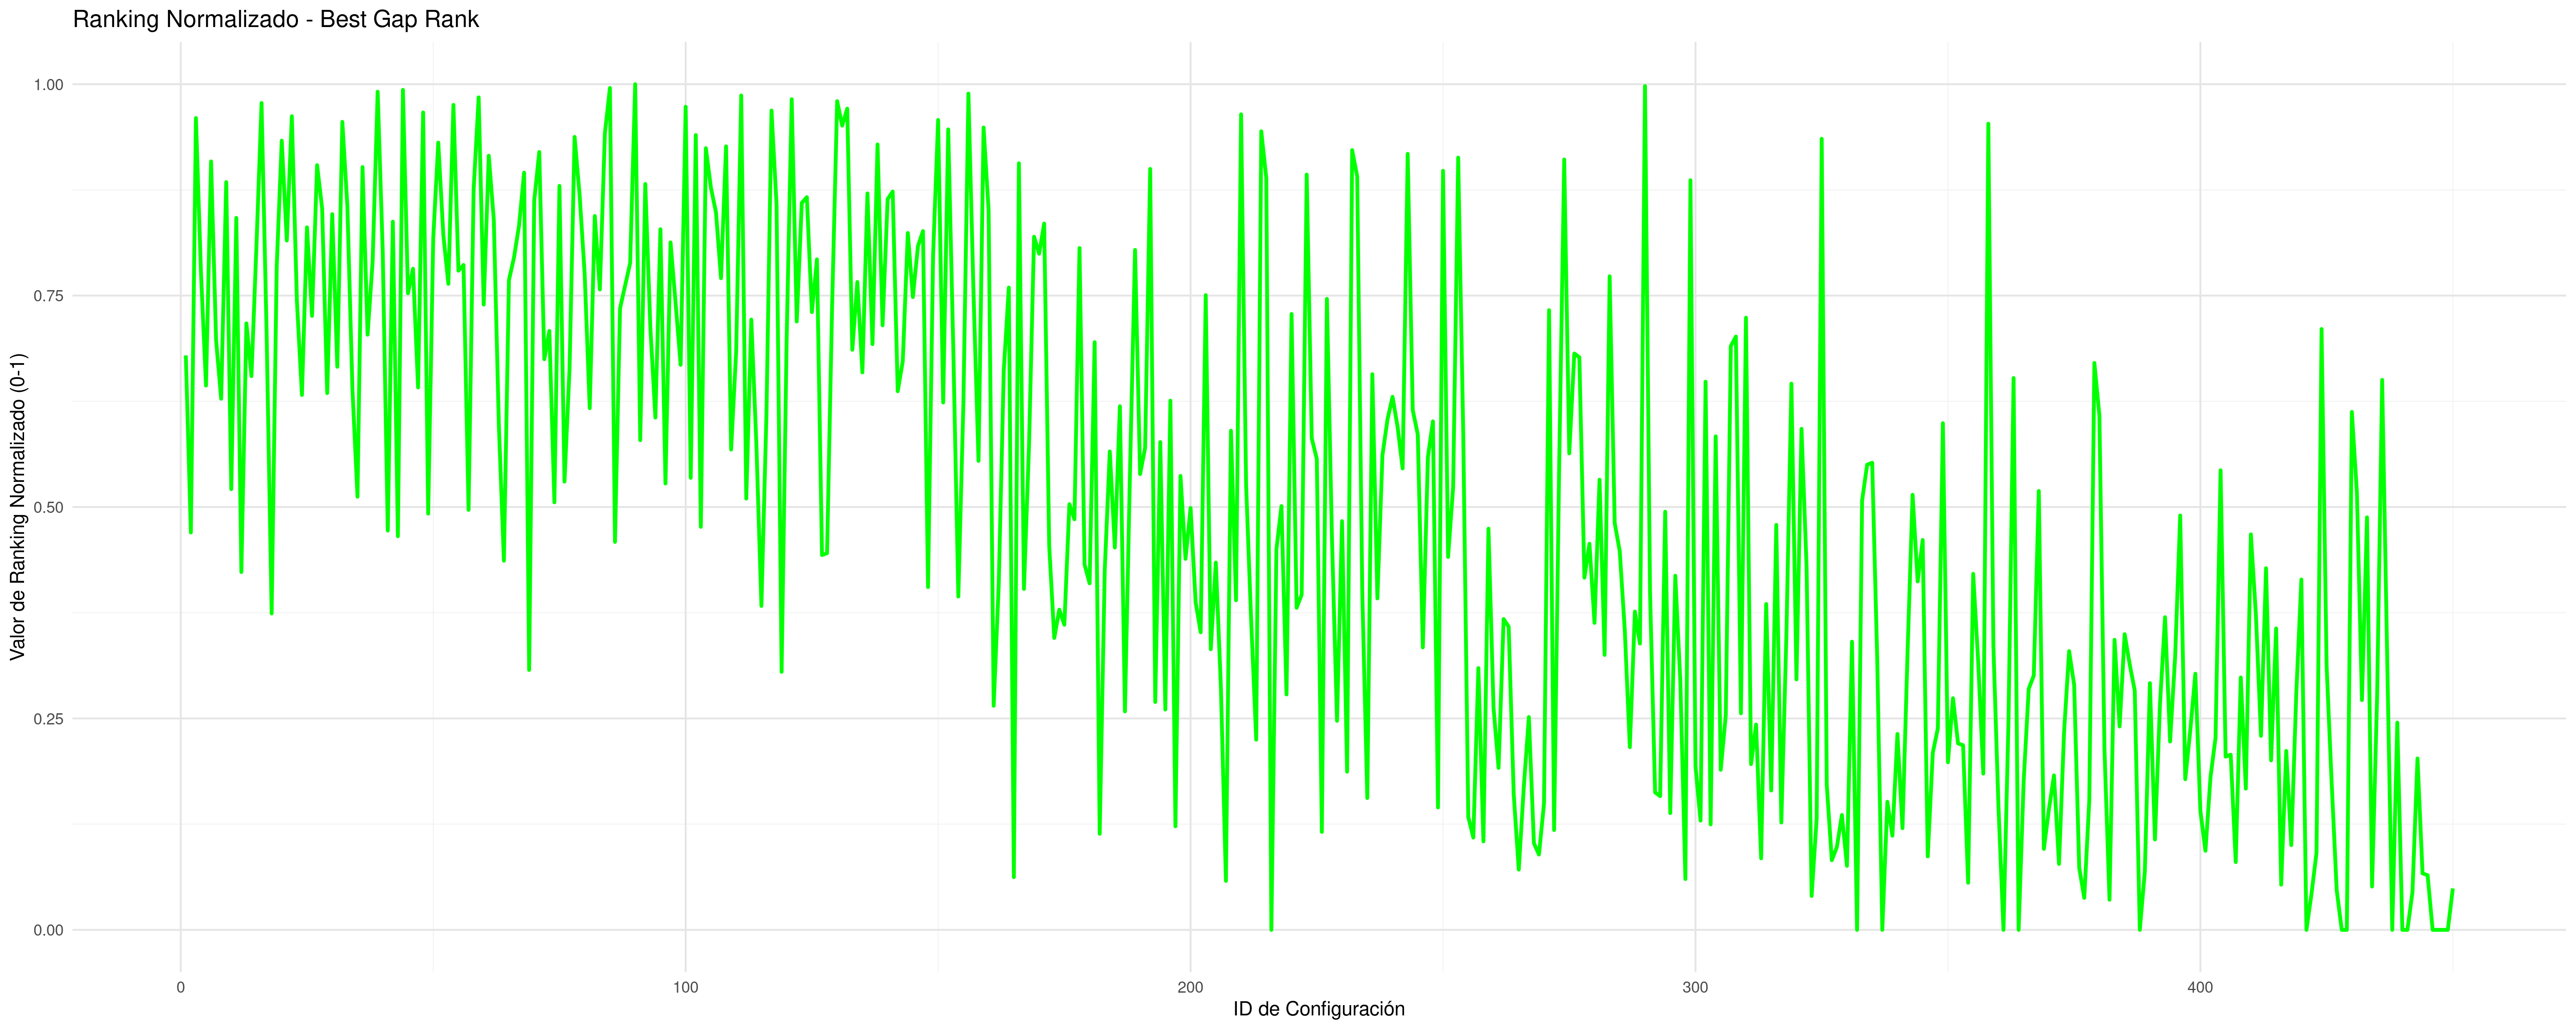 Ranking Normalizado - Best Gap Rank
Valor de Ranking Normalizado (0-1)
1.00
0.75
0.50
0.25
0.00
0 100 200 300 400
ID de Configuración